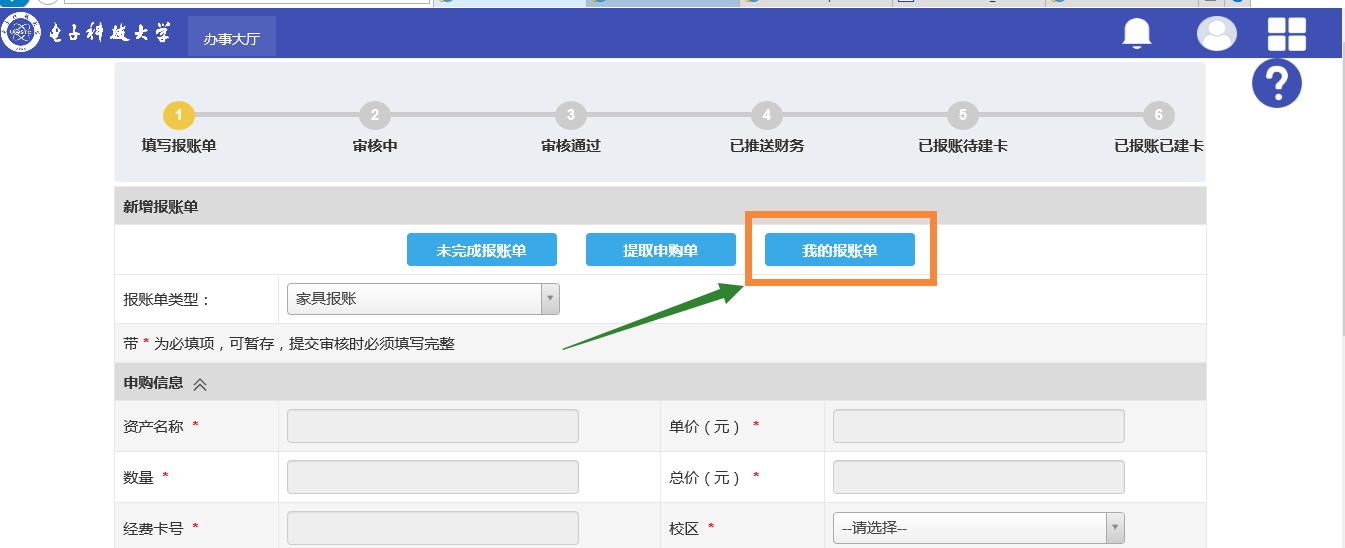 电子科技大学 办事大厅
1 2 3 4 5 6
填写报账单 审核中 审核通过 已推送财务 已报账待建卡 已报账已建卡
?
新增报账单
未完成报账单 提取申购单 我的报账单
报账单类型： 家具报账
带 * 为必填项，可暂存，提交审核时必须填写完整
申购信息
资产名称 * 单价（元） *
数量 * 总价（元） *
经费卡号 * 校区 * --请选择--